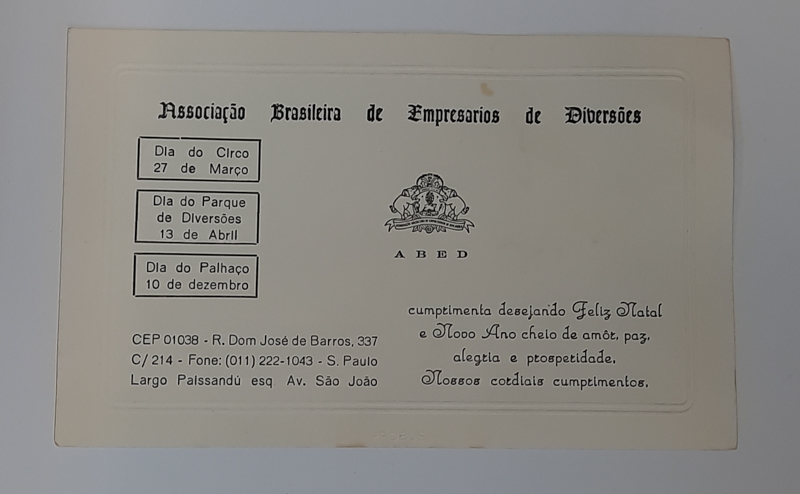 Associação Brasileira de Empresarios de Diversões
Dia do Circo
27 de Março
Dia do Parque
de Diversões
13 de Abril
Dia do Palhaço
10 de dezembro
A B E D
CEP 01038 - R. Dom José de Barros, 337
C/ 214 - Fone: (011) 222-1043 - S. Paulo
Largo Paissandú esq Av. São João
cumprimenta desejando Feliz Natal
e Novo Ano cheio de amôr, paz,
alegria e prosperidade.
Nossos cordiais cumprimentos.